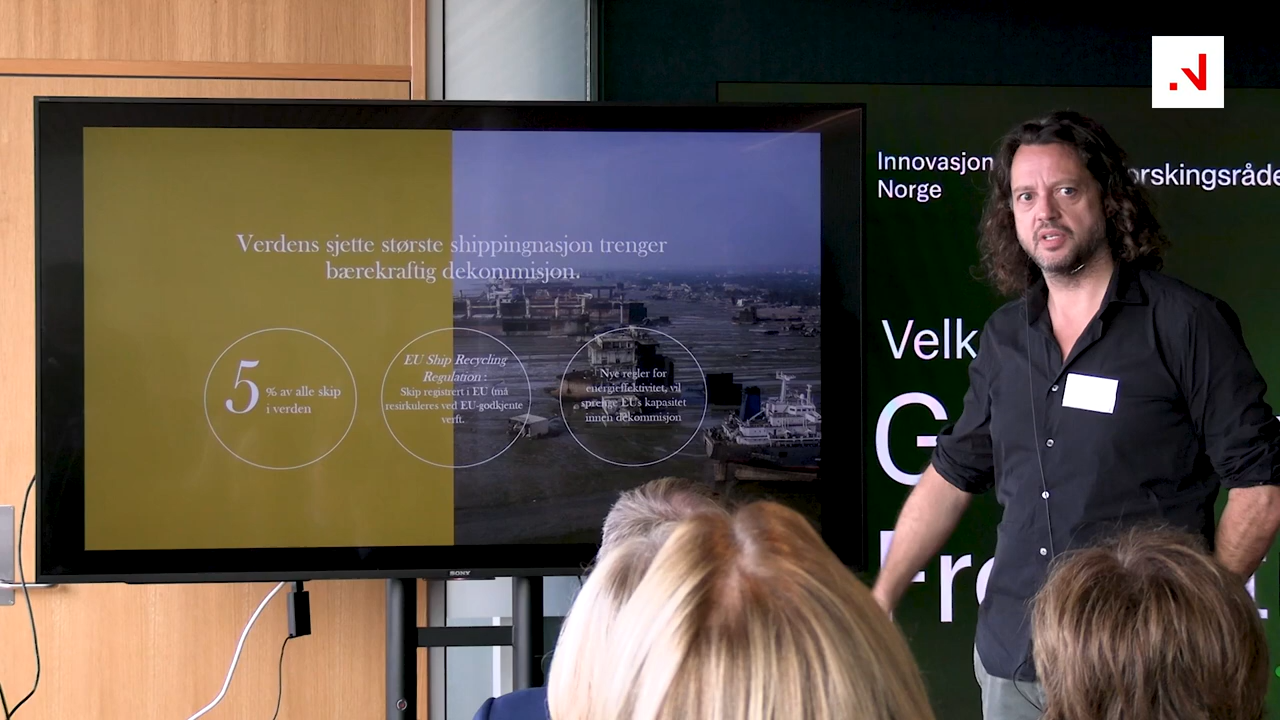 Verdens sjette største shippingnasjon trenger
bærekraftig dekommisjon.
5 % av alle skip
i verden
EU Ship Recycling
Regulation :
Skip registrert i EU (må
resirkuleres ved EU-godkjente
verft.
Nye regler for
energieffektivitet, vil
sprenge EUs kapasitet
innen dekommisjon
SONY
Innovasjon
Norge
orskingsråde
Velk
G
Fr
.N